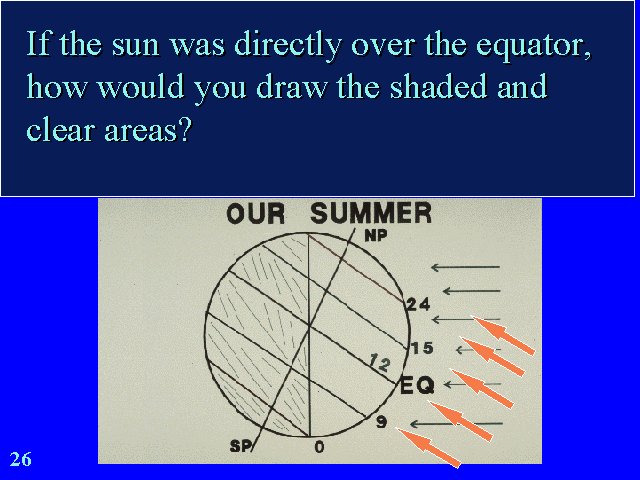 If the sun was directly over the equator,
how would you draw the shaded and
clear areas?
OUR SUMMER
NP
24
15
12
EQ
9
SP
0
26